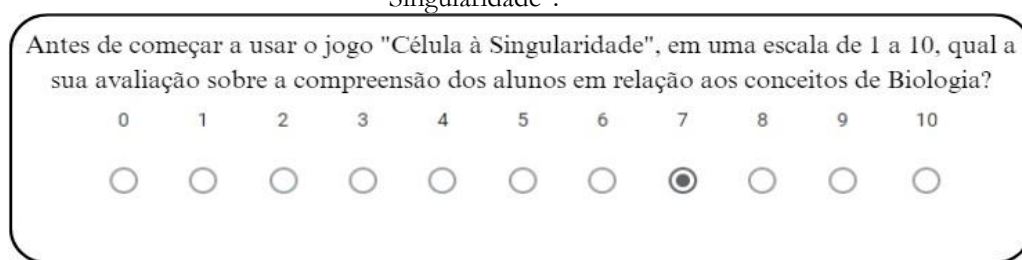 Singularidade".
Antes de começar a usar o jogo "Célula à Singularidade", em uma escala de 1 a 10, qual a
sua avaliação sobre a compreensão dos alunos em relação aos conceitos de Biologia?
0 1 2 3 4 5 6 7 8 9 10